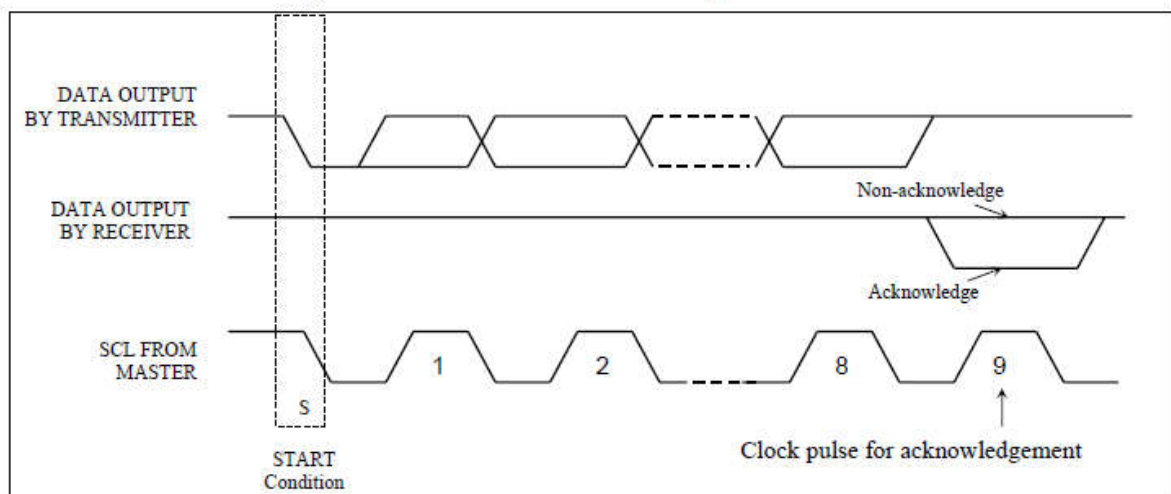 DATA OUTPUT
BY TRANSMITTER
Non-acknowledge
DATA OUTPUT
BY RECEIVER
Acknowledge
SCL FROM
MASTER
1
2
8
9
S
START
Condition
Clock pulse for acknowledgement